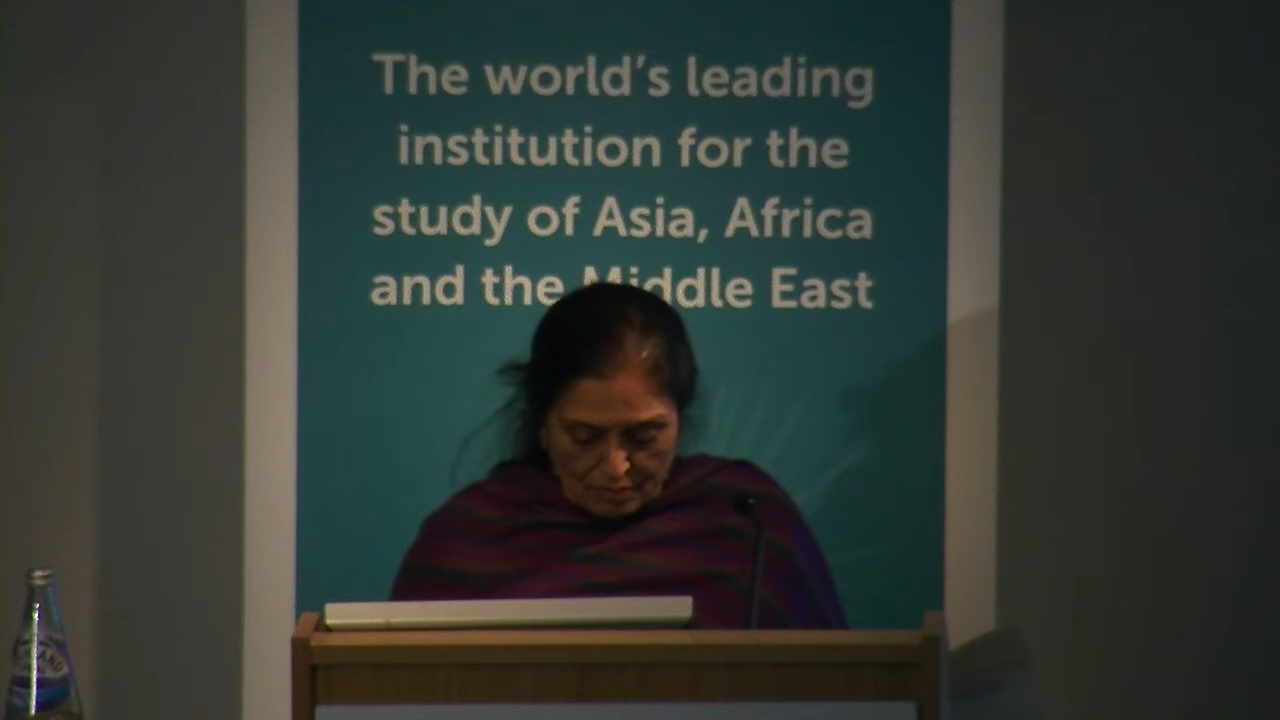 The world's leading
institution for the
study of Asia, Africa
and the Middle East